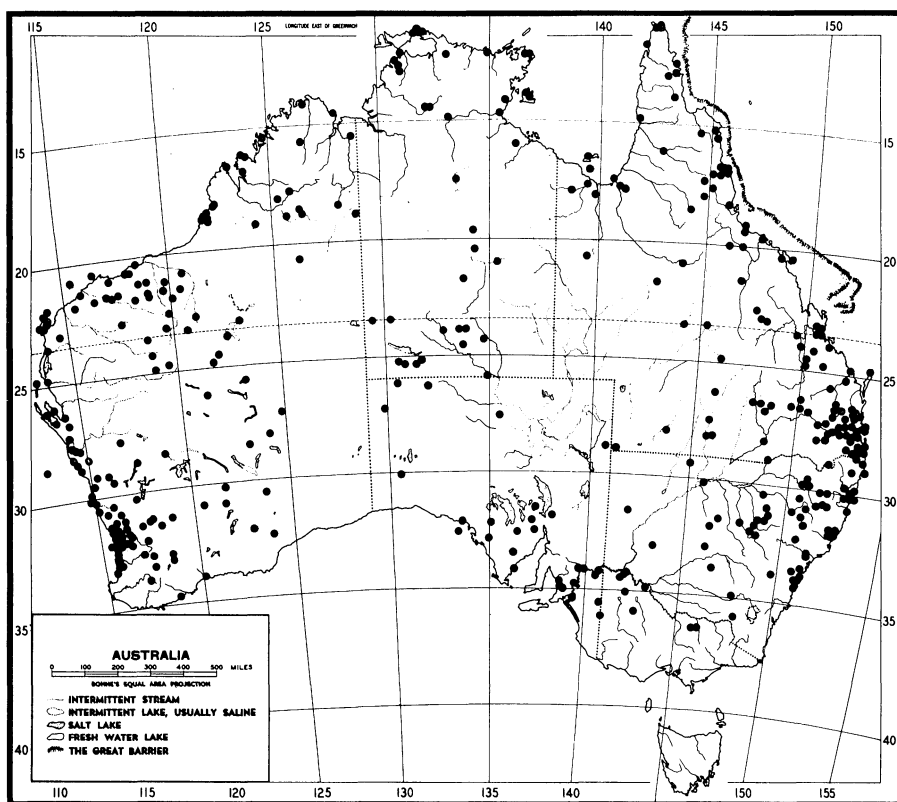 115 120 125 LONGITUDE EAST OF GREENWICH 140 145 150
15 15
20 20
25 25
30 30
35 35
40 40
AUSTRALIA
0 100 200 300 400 500 MILES
BONNE'S EQUAL AREA PROJECTION
INTERMITTENT STREAM
INTERMITTENT LAKE, USUALLY SALINE
SALT LAKE
FRESH WATER LAKE
THE GREAT BARRIER
110 115 120 125 130 135 140 145 150 155